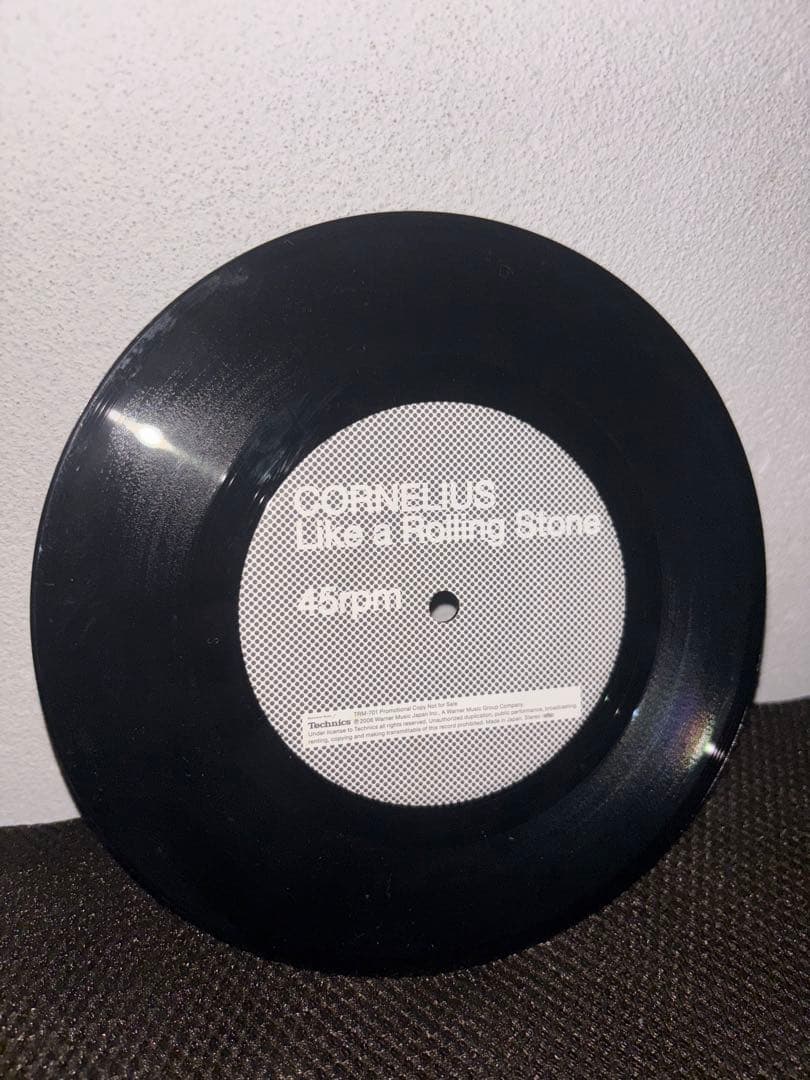 CORNELIUS
Like a Rolling Stone
45rpm
TRM-701 Promotional Copy Not for Sale
Technics ℗2006 Warner Music Japan Inc., A Warner Music Group Company.
Under license to Technics all rights reserved. Unauthorized duplication, public performance, broadcasting
renting, copying and making transmittable of this record prohibited. Made in Japan. Stereo